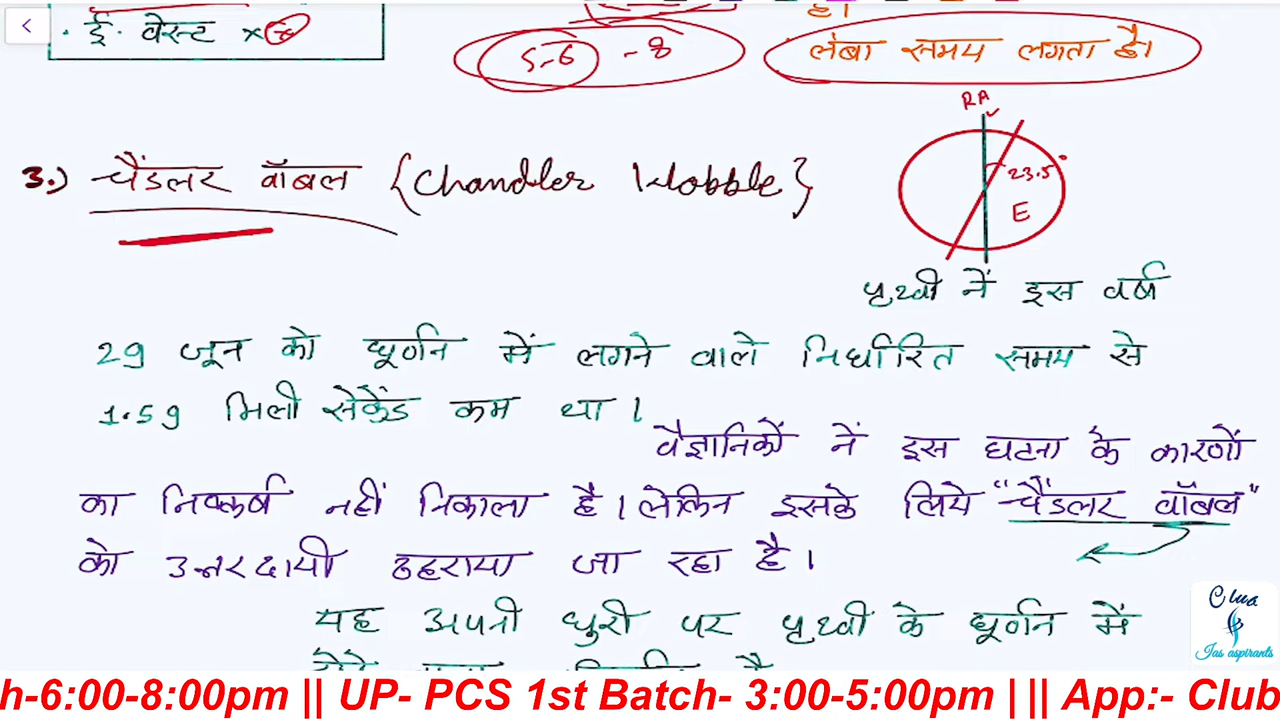 है।
ई. वेस्ट ×
5-6 - 8
लंबा समय लगता है।
RA
23.5°
E
3.) चैंडलर वॉबल {Chandler Wobble}
पृथ्वी नें इस वर्ष
29 जून को घूर्णन में लगने वाले निर्धारित समय से
1.59 मिली सेकैंड कम था।
वैज्ञानिकों नें इस घटना के कारणों
का निष्कर्ष नहीं निकाला है। लेकिन इसके लिये "चैंडलर वॉबल"
को उत्तरदायी ठहराया जा रहा है।
यह अपनी धुरी पर पृथ्वी के घूर्णन में
Club
Ias aspirants
h-6:00-8:00pm || UP- PCS 1st Batch- 3:00-5:00pm | || App:- Club